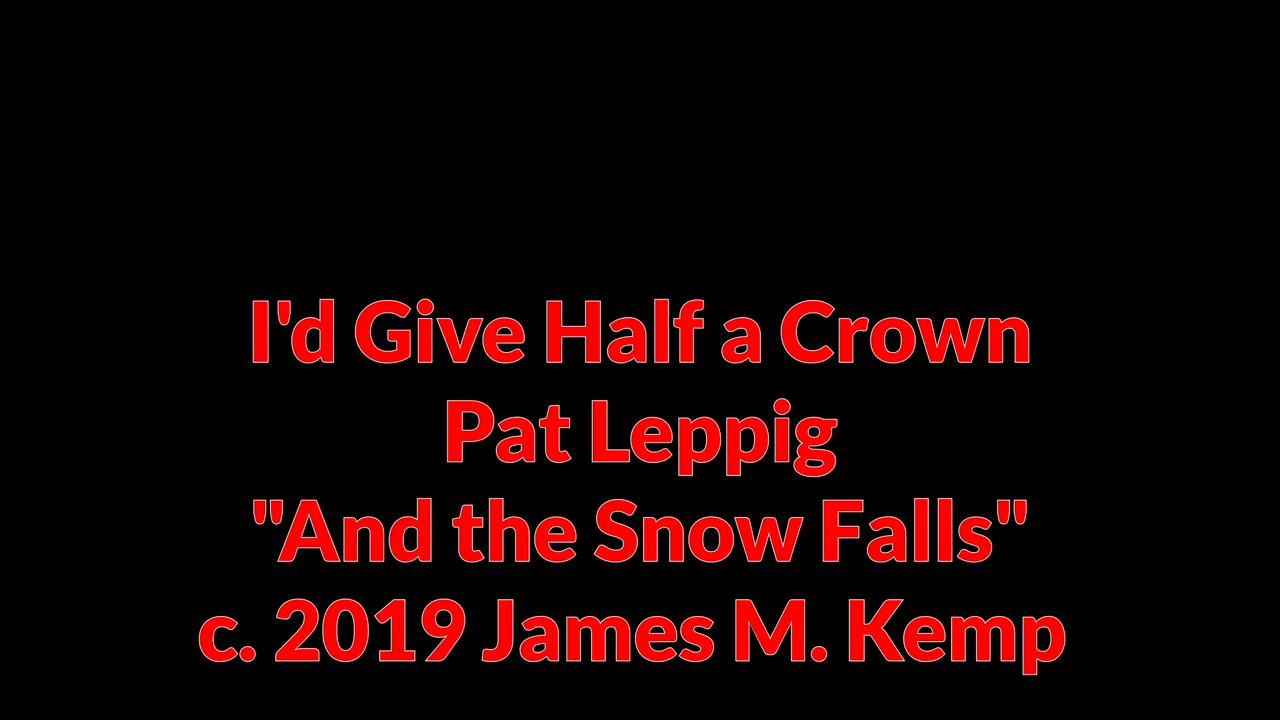 I'd Give Half a Crown
Pat Leppig
"And the Snow Falls"
c. 2019 James M. Kemp